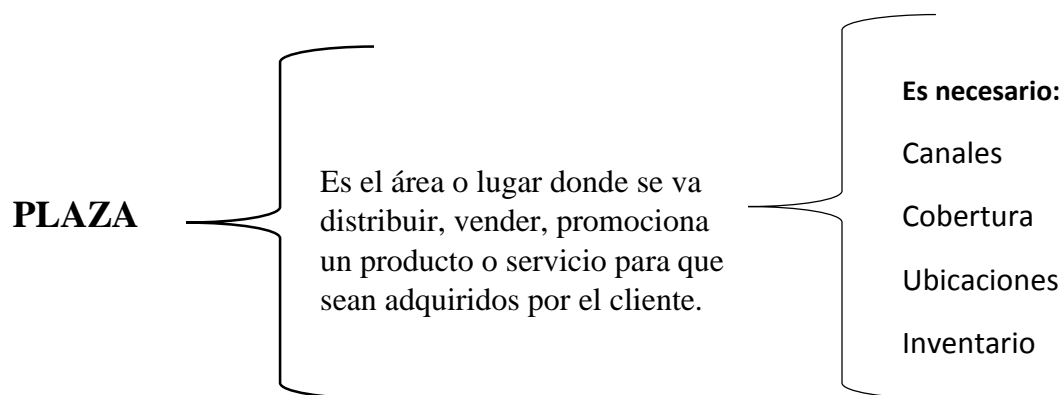 PLAZA
Es el área o lugar donde se va
distribuir, vender, promociona
un producto o servicio para que
sean adquiridos por el cliente.
Es necesario:
Canales
Cobertura
Ubicaciones
Inventario